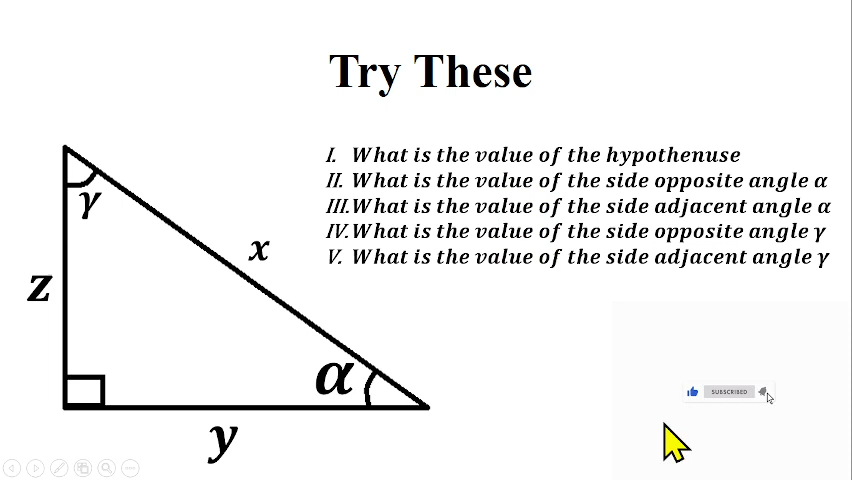 Try These
I. What is the value of the hypothenuse
II. What is the value of the side opposite angle α
III.What is the value of the side adjacent angle α
IV.What is the value of the side opposite angle γ
V. What is the value of the side adjacent angle γ
γ
x
z
α
y
SUBSCRIBED